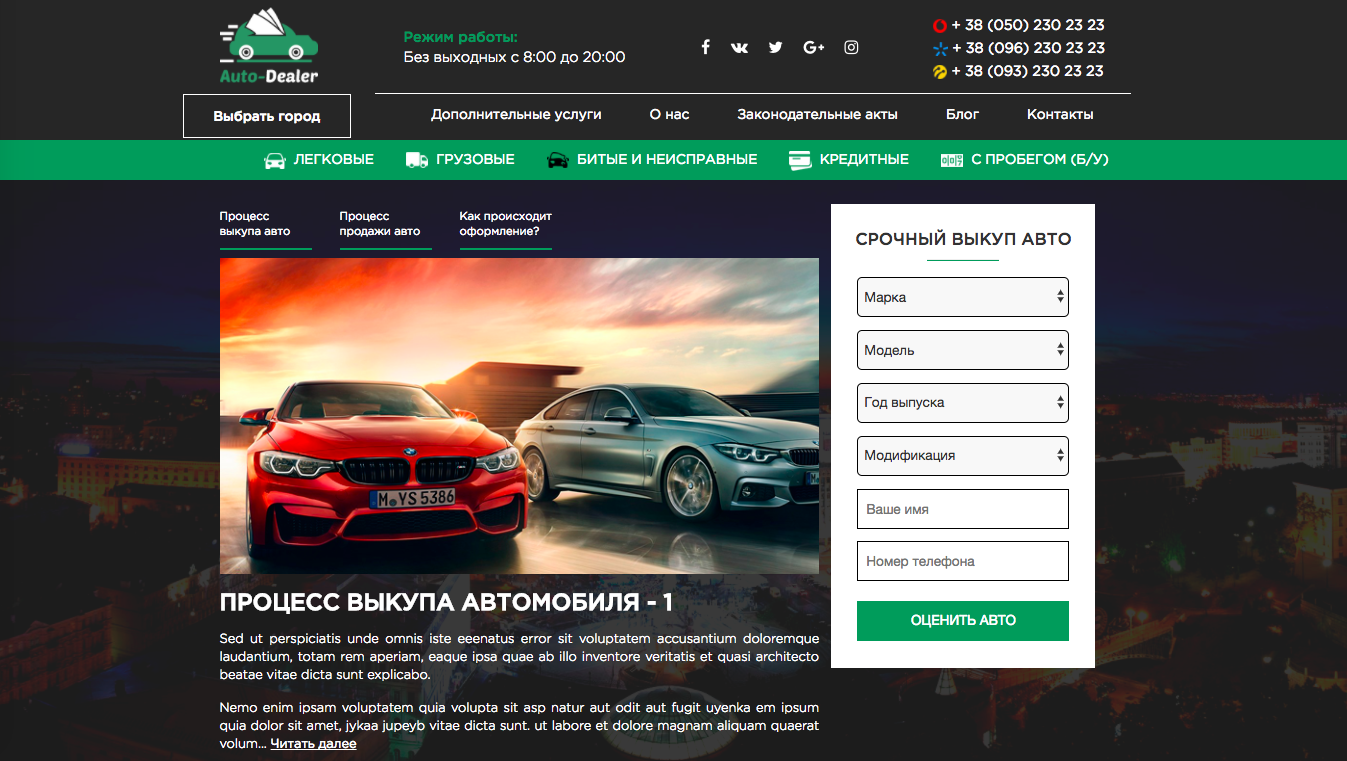 Auto-Dealer
Режим работы:
Без выходных с 8:00 до 20:00
+ 38 (050) 230 23 23
+ 38 (096) 230 23 23
+ 38 (093) 230 23 23
Выбрать город
Дополнительные услуги
О нас
Законодательные акты
Блог
Контакты
ЛЕГКОВЫЕ
ГРУЗОВЫЕ
БИТЫЕ И НЕИСПРАВНЫЕ
КРЕДИТНЫЕ
С ПРОБЕГОМ (Б/У)
Процесс
выкупа авто
Процесс
продажи авто
Как происходит
оформление?
M YS 5386
ПРОЦЕСС ВЫКУПА АВТОМОБИЛЯ - 1
Sed ut perspiciatis unde omnis iste eeenatus error sit voluptatem accusantium doloremque
laudantium, totam rem aperiam, eaque ipsa quae ab illo inventore veritatis et quasi architecto
beatae vitae dicta sunt explicabo.
Nemo enim ipsam voluptatem quia volupta sit asp natur aut odit aut fugit uyenka em ipsum
quia dolor sit amet, jykaa jupeyb vitae dicta sunt. ut labore et dolore magnam aliquam quaerat
volum... Читать далее
СРОЧНЫЙ ВЫКУП АВТО
Марка
Модель
Год выпуска
Модификация
Ваше имя
Номер телефона
ОЦЕНИТЬ АВТО